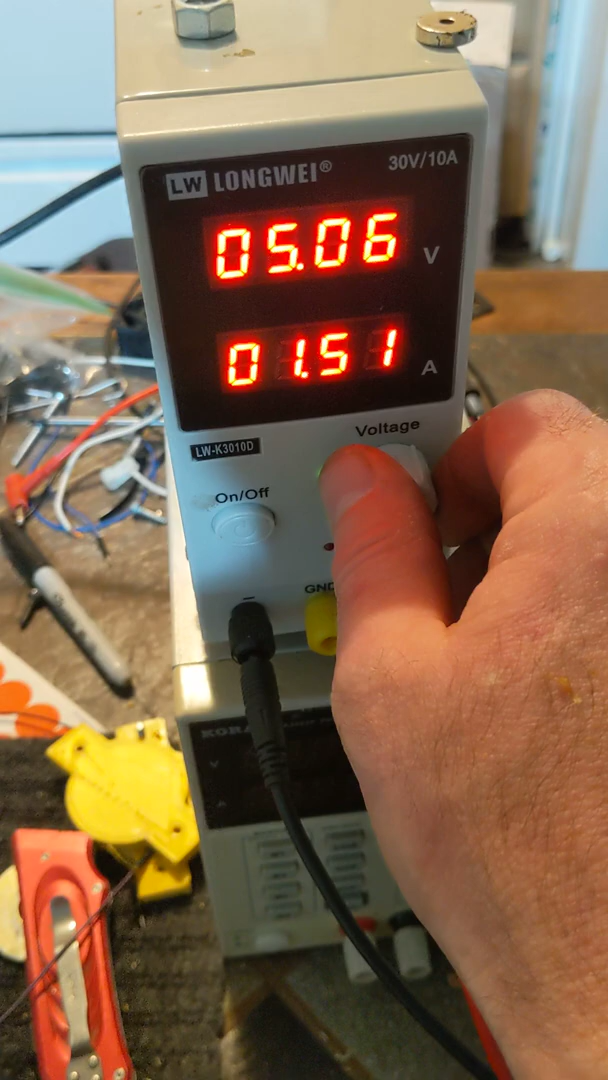 LW LONGWEI®
30V/10A
05.06 V
01.51 A
Voltage
LW-K3010D
On/Off
GND
-